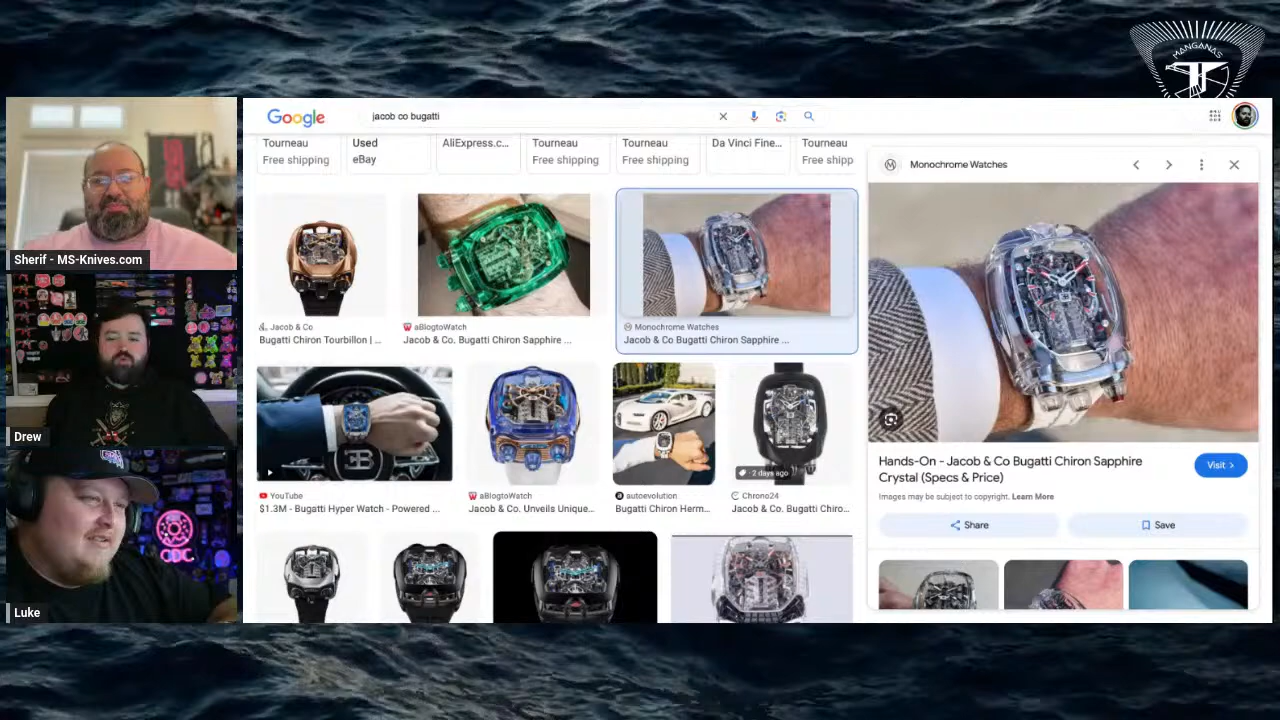 MANGANAS
Google
jacob co bugatti
Tourneau
Free shipping
Used
eBay
AliExpress.c...
Tourneau
Free shipping
Tourneau
Free shipping
Da Vinci Fine...
Tourneau
Free shipp
Jacob & Co
Bugatti Chiron Tourbillon | ...
aBlogtoWatch
Jacob & Co. Bugatti Chiron Sapphire ...
Monochrome Watches
Jacob & Co Bugatti Chiron Sapphire ...
YouTube
$1.3M - Bugatti Hyper Watch - Powered ...
aBlogtoWatch
Jacob & Co. Unveils Unique...
autoevolution
Bugatti Chiron Herm...
2 days ago
Chrono24
Jacob & Co. Bugatti Chiro...
Monochrome Watches
Hands-On - Jacob & Co Bugatti Chiron Sapphire
Crystal (Specs & Price)
Visit >
Images may be subject to copyright. Learn More
Share
Save
Sherif - MS-Knives.com
Drew
CDC
Luke